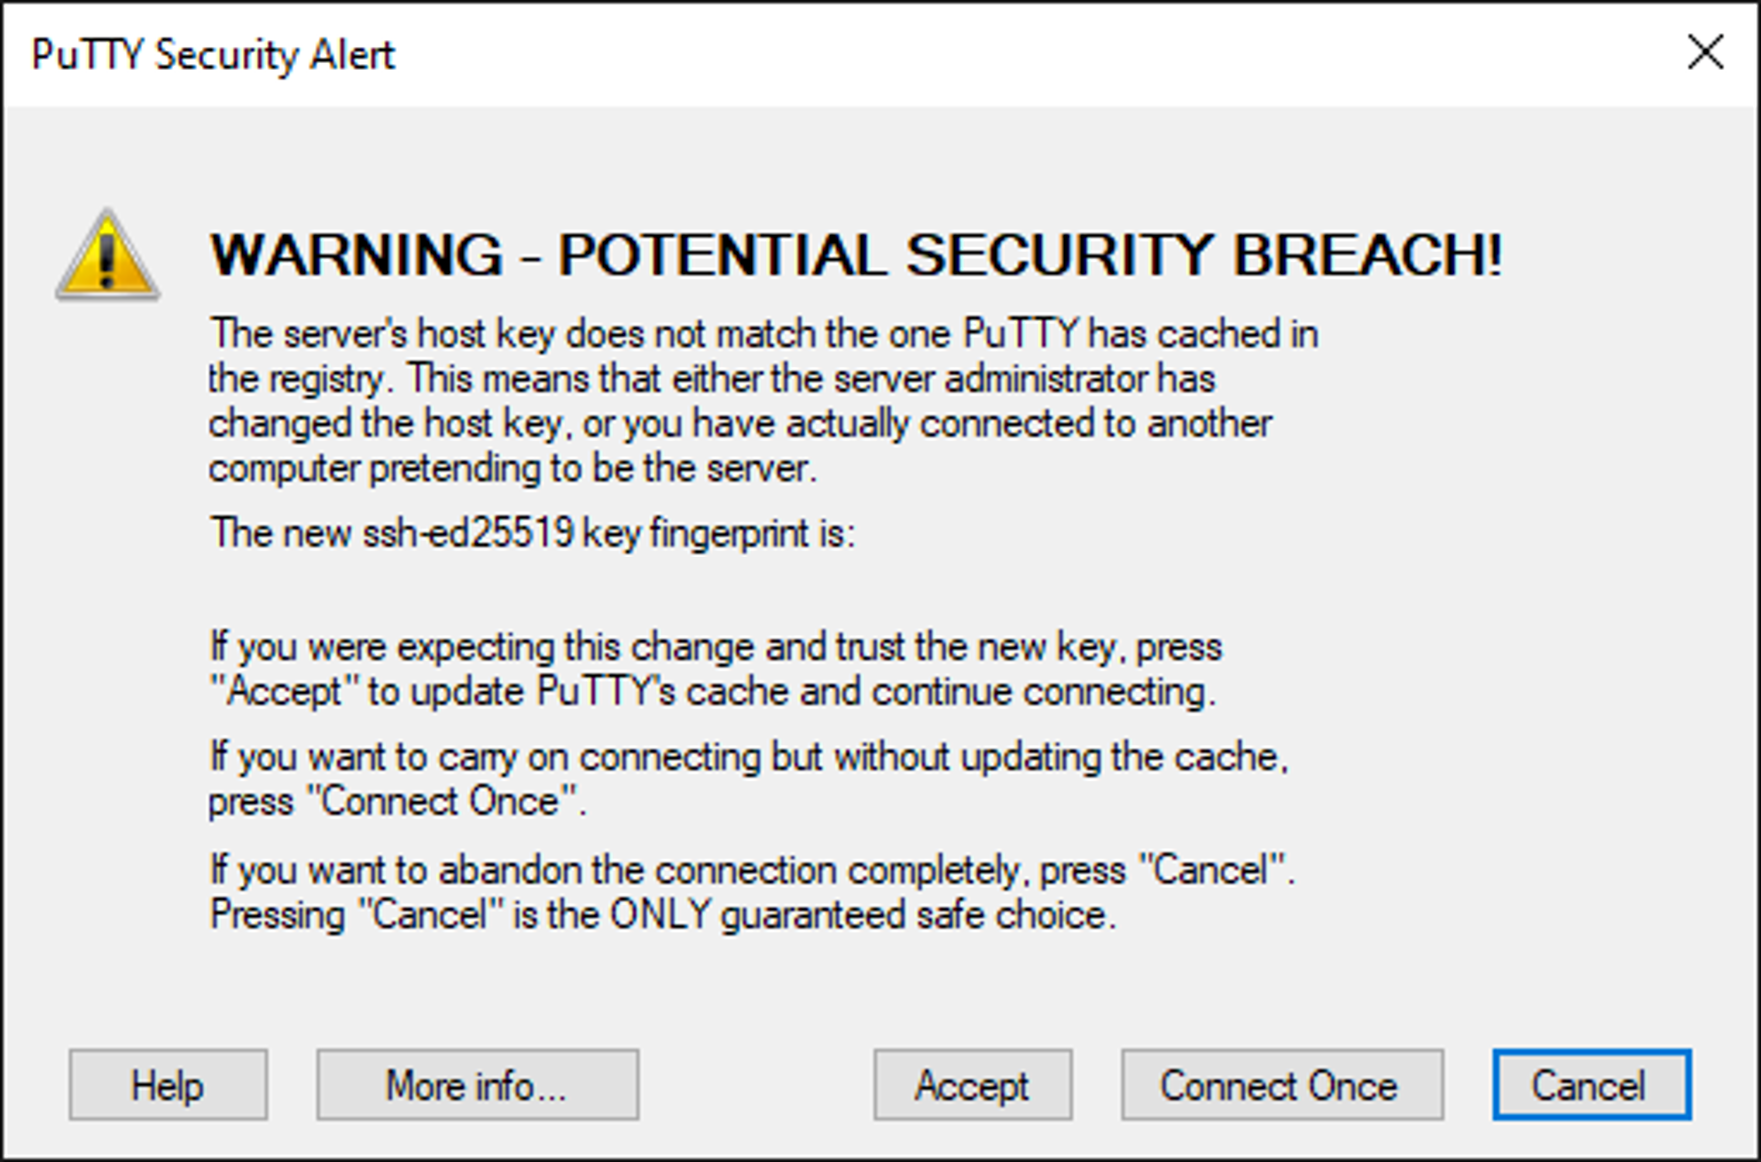 PuTTY Security Alert
WARNING - POTENTIAL SECURITY BREACH!
The server's host key does not match the one PuTTY has cached in
the registry. This means that either the server administrator has
changed the host key, or you have actually connected to another
computer pretending to be the server.
The new ssh-ed25519 key fingerprint is:
If you were expecting this change and trust the new key, press
"Accept" to update PuTTY's cache and continue connecting.
If you want to carry on connecting but without updating the cache,
press "Connect Once".
If you want to abandon the connection completely, press "Cancel".
Pressing "Cancel" is the ONLY guaranteed safe choice.
Help More info... Accept Connect Once Cancel